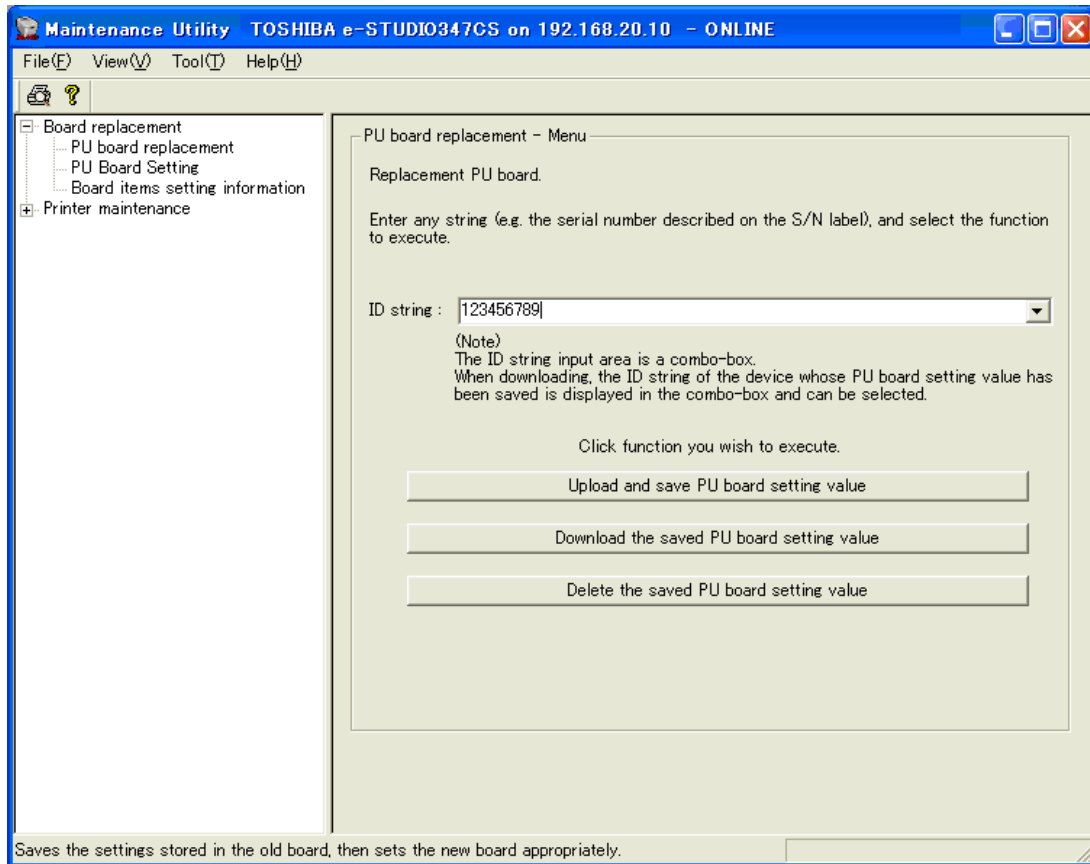 Maintenance Utility TOSHIBA e-STUDIO347CS on 192.168.20.10 - ONLINE
File(F) View(V) Tool(T) Help(H)
Board replacement
PU board replacement
PU Board Setting
Board items setting information
Printer maintenance
PU board replacement - Menu
Replacement PU board.
Enter any string (e.g. the serial number described on the S/N label), and select the function
to execute.
ID string : 123456789
(Note)
The ID string input area is a combo-box.
When downloading, the ID string of the device whose PU board setting value has
been saved is displayed in the combo-box and can be selected.
Click function you wish to execute.
Upload and save PU board setting value
Download the saved PU board setting value
Delete the saved PU board setting value
Saves the settings stored in the old board, then sets the new board appropriately.